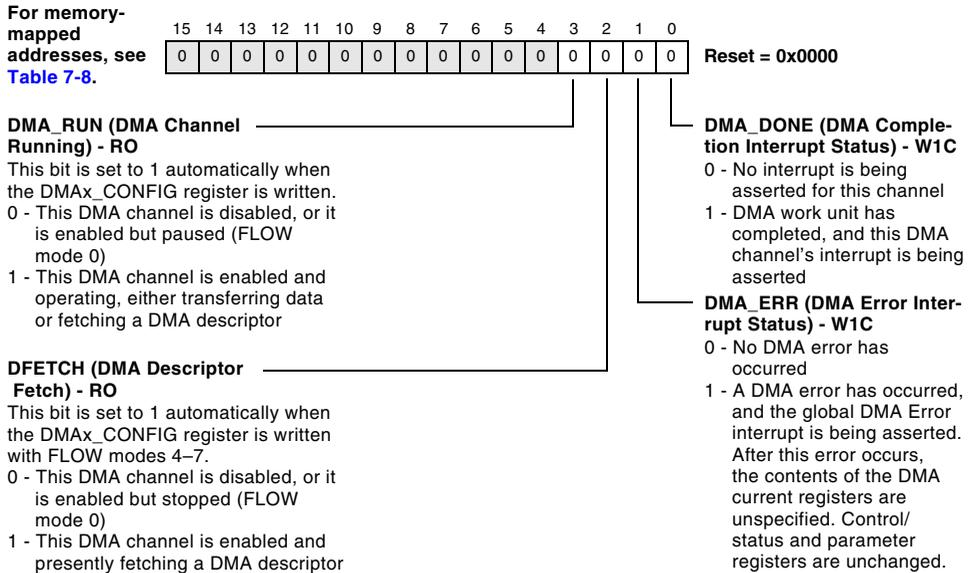 For memory-
mapped
addresses, see
Table 7-8.
15 14 13 12 11 10 9 8 7 6 5 4 3 2 1 0
0 0 0 0 0 0 0 0 0 0 0 0 0 0 0 0
Reset = 0x0000
DMA_RUN (DMA Channel
Running) - RO
This bit is set to 1 automatically when
the DMAx_CONFIG register is written.
0 - This DMA channel is disabled, or it
is enabled but paused (FLOW
mode 0)
1 - This DMA channel is enabled and
operating, either transferring data
or fetching a DMA descriptor
DFETCH (DMA Descriptor
Fetch) - RO
This bit is set to 1 automatically when
the DMAx_CONFIG register is written
with FLOW modes 4–7.
0 - This DMA channel is disabled, or it
is enabled but stopped (FLOW
mode 0)
1 - This DMA channel is enabled and
presently fetching a DMA descriptor
DMA_DONE (DMA Comple-
tion Interrupt Status) - W1C
0 - No interrupt is being
asserted for this channel
1 - DMA work unit has
completed, and this DMA
channel's interrupt is being
asserted
DMA_ERR (DMA Error Inter-
rupt Status) - W1C
0 - No DMA error has
occurred
1 - A DMA error has occurred,
and the global DMA Error
interrupt is being asserted.
After this error occurs,
the contents of the DMA
current registers are
unspecified. Control/
status and parameter
registers are unchanged.